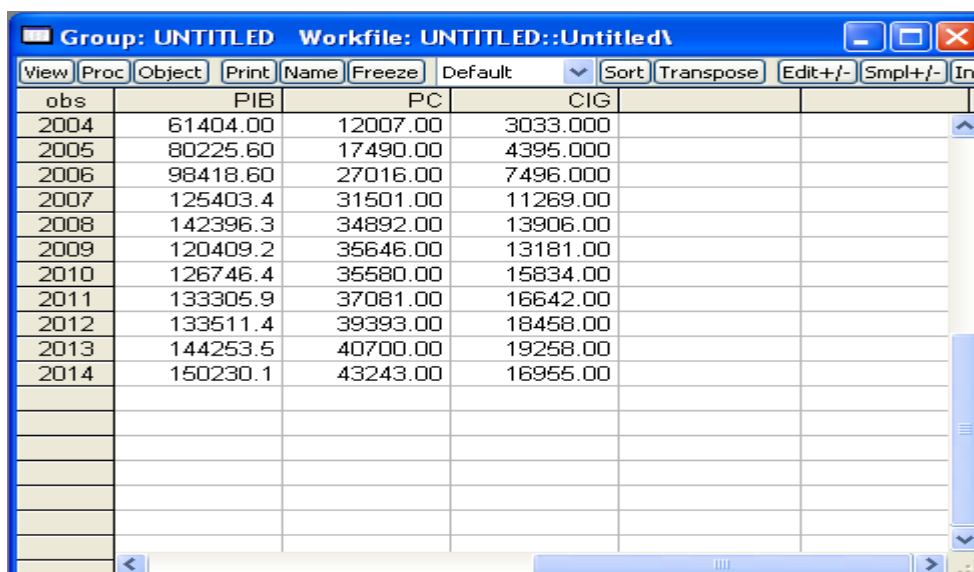 Group: UNTITLED Workfile: UNTITLED::Untitled\
View Proc Object Print Name Freeze Default Sort Transpose Edit+/- Smpl+/- In
obs PIB PC CIG
2004 61404.00 12007.00 3033.000
2005 80225.60 17490.00 4395.000
2006 98418.60 27016.00 7496.000
2007 125403.4 31501.00 11269.00
2008 142396.3 34892.00 13906.00
2009 120409.2 35646.00 13181.00
2010 126746.4 35580.00 15834.00
2011 133305.9 37081.00 16642.00
2012 133511.4 39393.00 18458.00
2013 144253.5 40700.00 19258.00
2014 150230.1 43243.00 16955.00